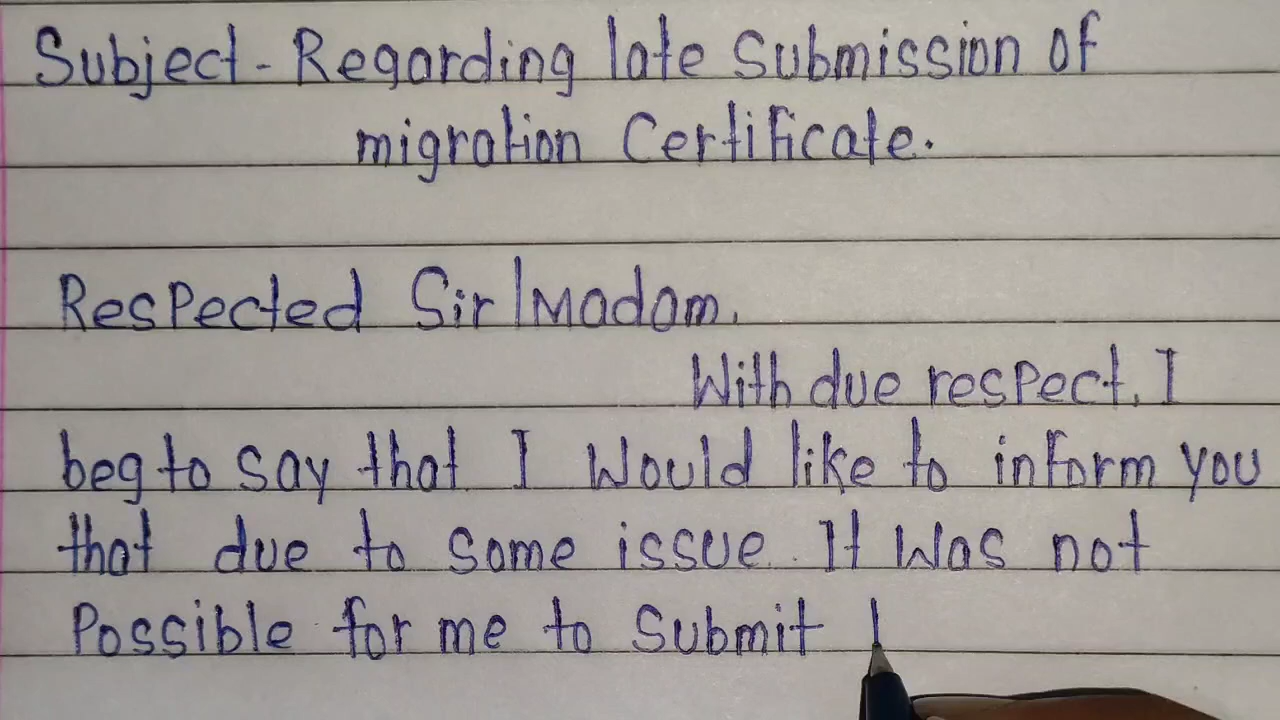 Subject - Regarding late Submission of
migration Certificate.
Respected Sir/Madam.
With due respect, I
beg to say that I Would like to inform you
that due to some issue. It Was not
Possible for me to Submit